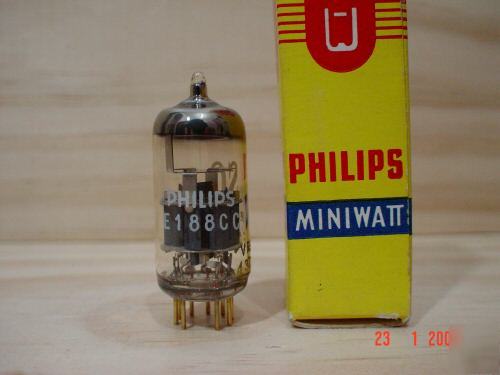 PHILIPS
E188CC
PHILIPS
MINIWATT
23 1 200